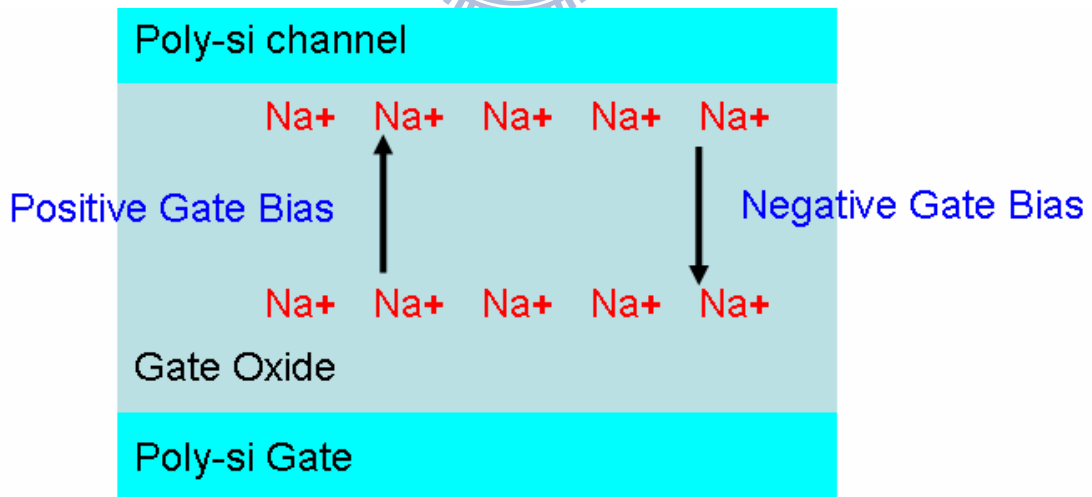 Poly-si channel
Na+ Na+ Na+ Na+ Na+
Positive Gate Bias
Negative Gate Bias
Na+ Na+ Na+ Na+ Na+
Gate Oxide
Poly-si Gate